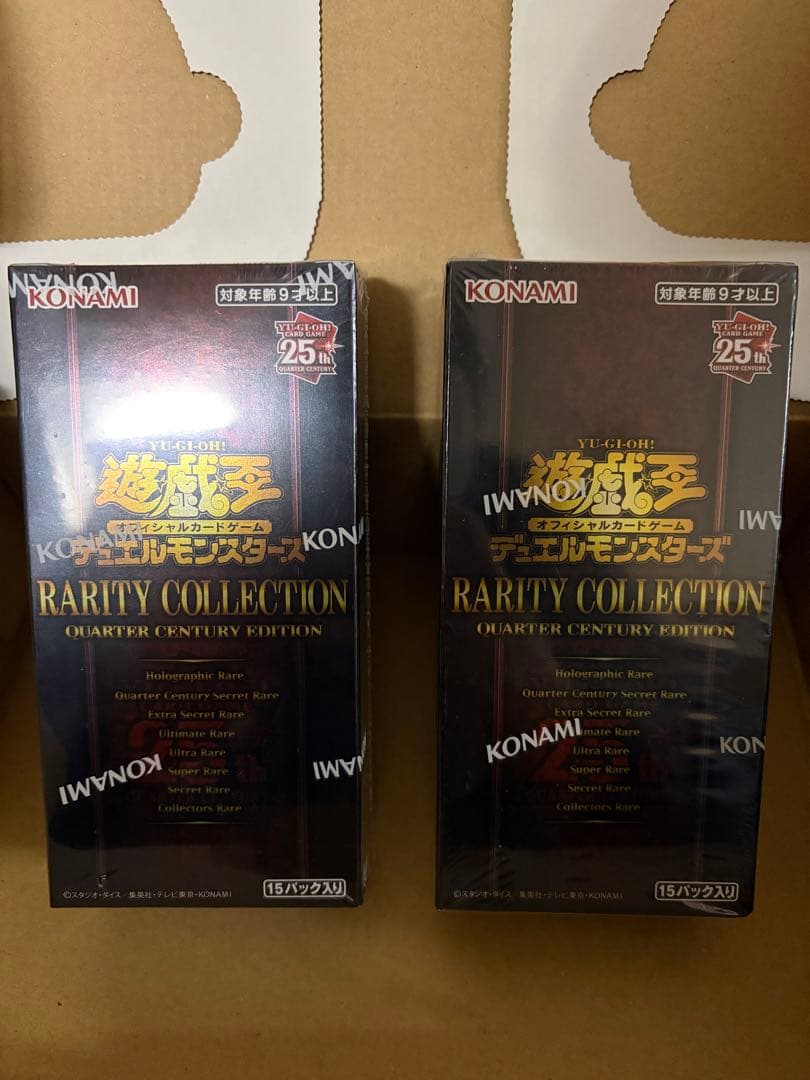 KONAMI
対象年齢9才以上
YU-GI-OH!
CARD GAME
25th
QUARTER CENTURY
YU-GI-OH!
遊戯王
オフィシャルカードゲーム
デュエルモンスターズ
KONAMI
KONAMI
RARITY COLLECTION
QUARTER CENTURY EDITION
Holographic Rare
Quarter Century Secret Rare
Extra Secret Rare
Ultimate Rare
Ultra Rare
Super Rare
Secret Rare
Collectors Rare
KONAMI
15パック入り
©スタジオ・ダイス/集英社・テレビ東京・KONAMI
KONAMI
対象年齢9才以上
YU-GI-OH!
CARD GAME
25th
QUARTER CENTURY
YU-GI-OH!
遊戯王
KONAMI
オフィシャルカードゲーム
デュエルモンスターズ
RARITY COLLECTION
QUARTER CENTURY EDITION
Holographic Rare
Quarter Century Secret Rare
Extra Secret Rare
Ultimate Rare
KONAMI
Ultra Rare
Super Rare
Secret Rare
Collectors Rare
15パック入り
©スタジオ・ダイス/集英社・テレビ東京・KONAMI